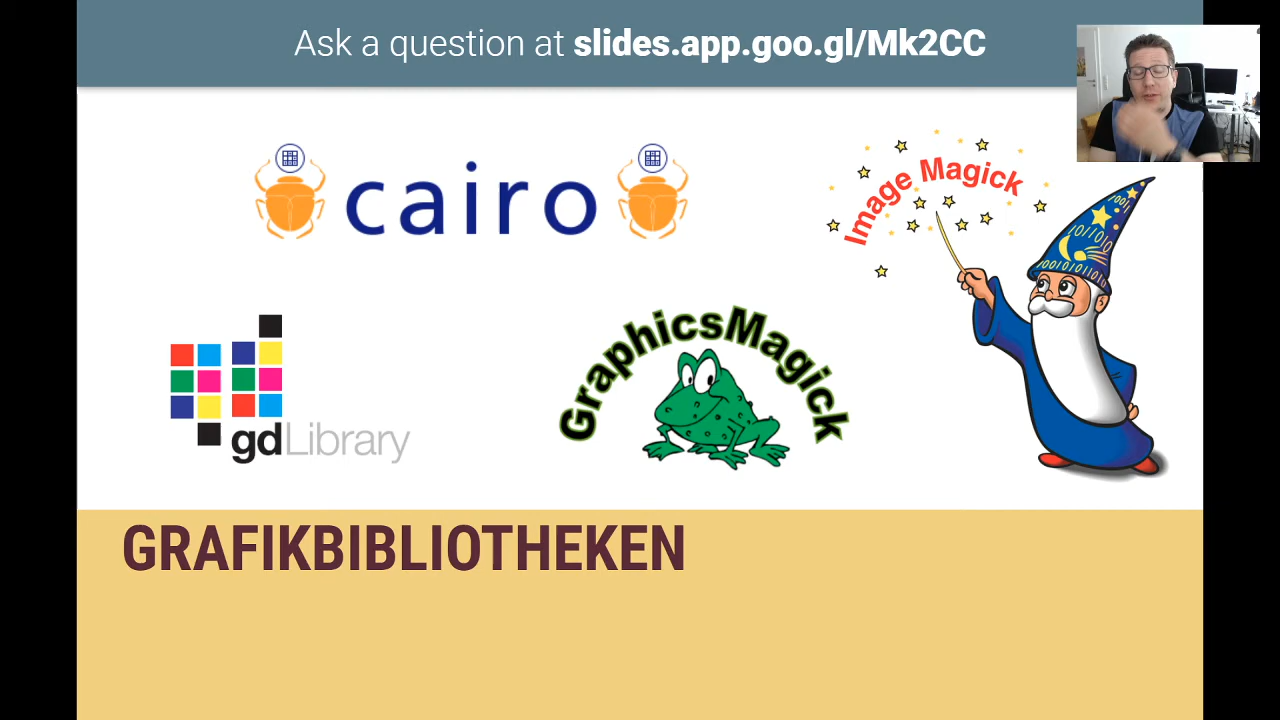 Ask a question at slides.app.goo.gl/Mk2CC
cairo
Image Magick
GraphicsMagick
gdLibrary
GRAFIKBIBLIOTHEKEN